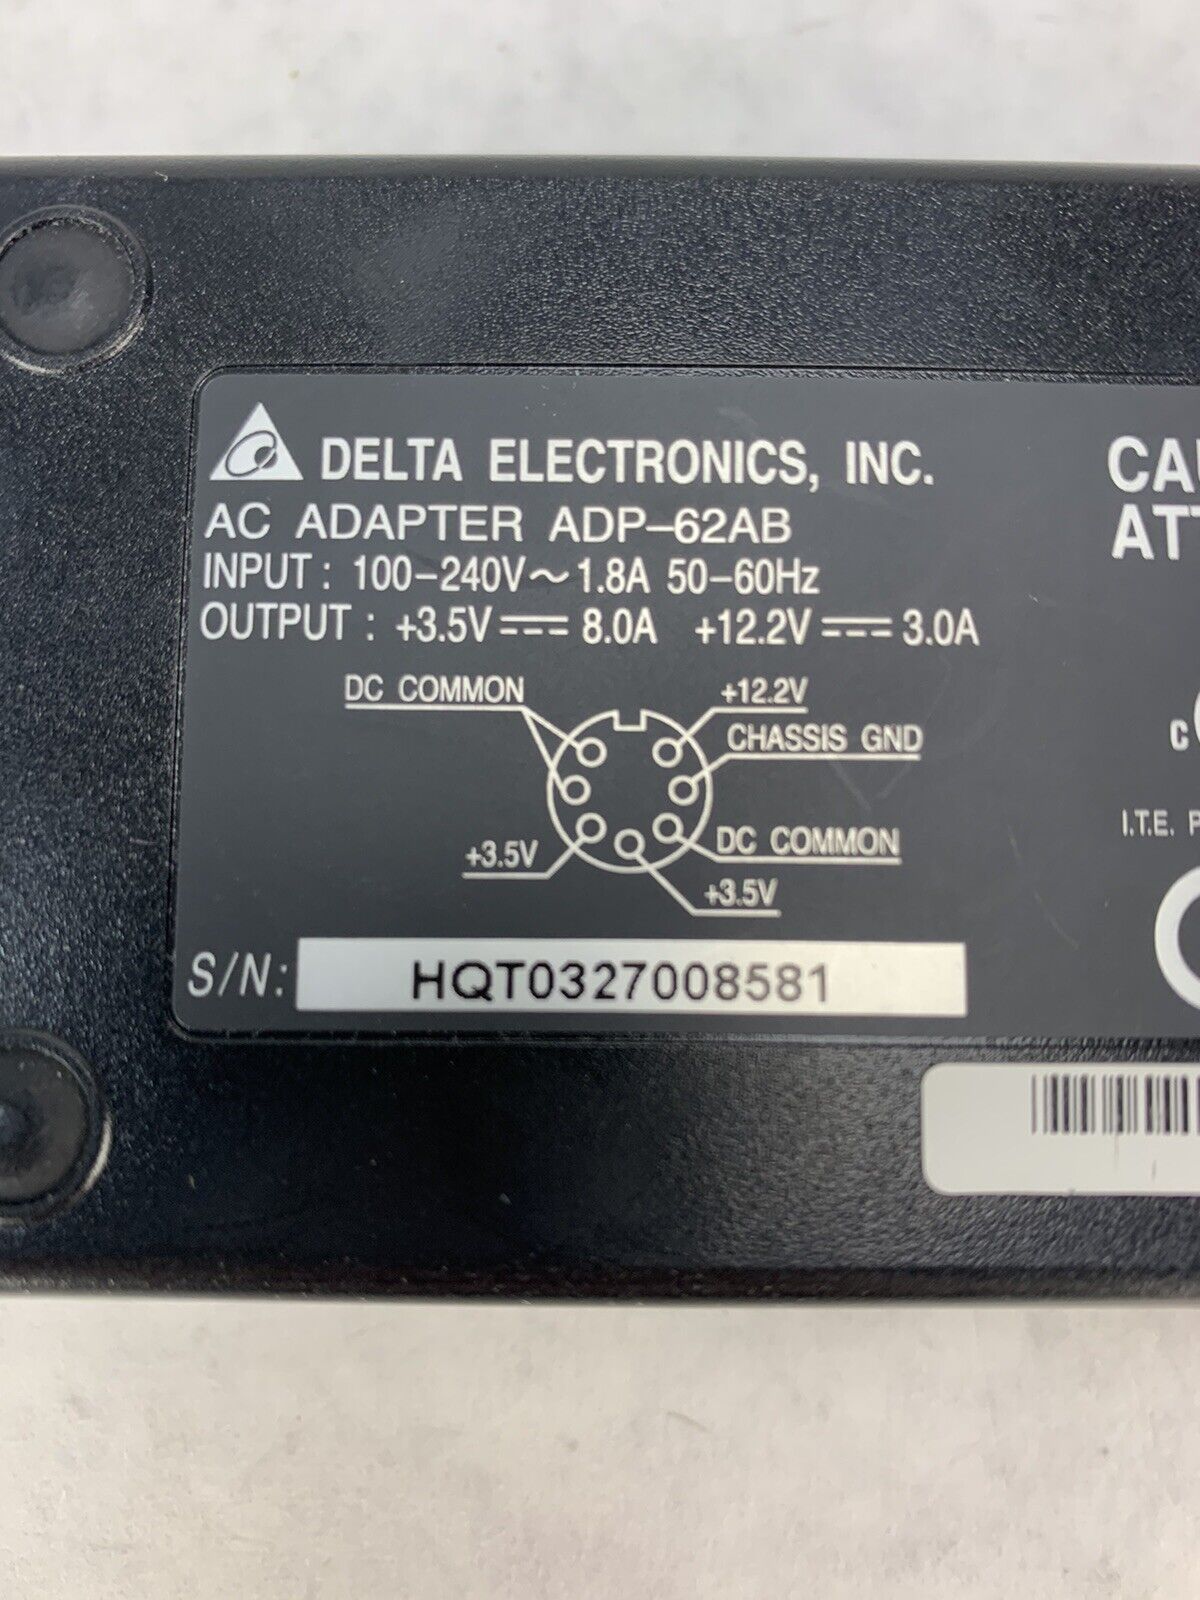 DELTA ELECTRONICS, INC.
AC ADAPTER ADP-62AB
INPUT: 100-240V~1.8A 50-60Hz
OUTPUT: +3.5V⎓8.0A +12.2V⎓3.0A
DC COMMON
+12.2V
CHASSIS GND
DC COMMON
+3.5V
+3.5V
S/N: HQT0327008581
I.T.E.